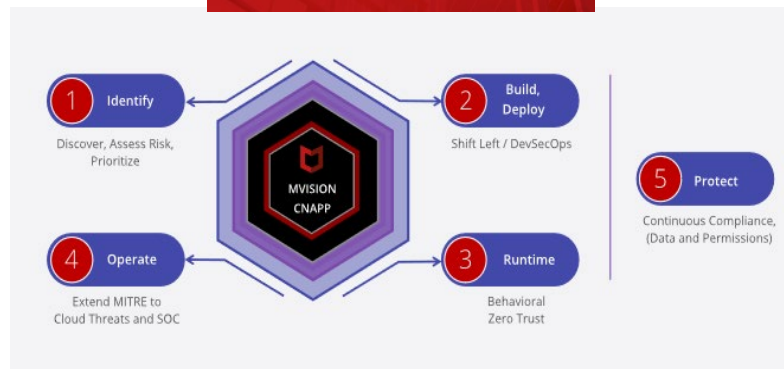 1
Identify
Discover, Assess Risk,
Prioritize
MVISION
CNAPP
2
Build,
Deploy
Shift Left / DevSecOps
3
Runtime
Behavioral
Zero Trust
4
Operate
Extend MITRE to
Cloud Threats and SOC
5
Protect
Continuous Compliance,
(Data and Permissions)